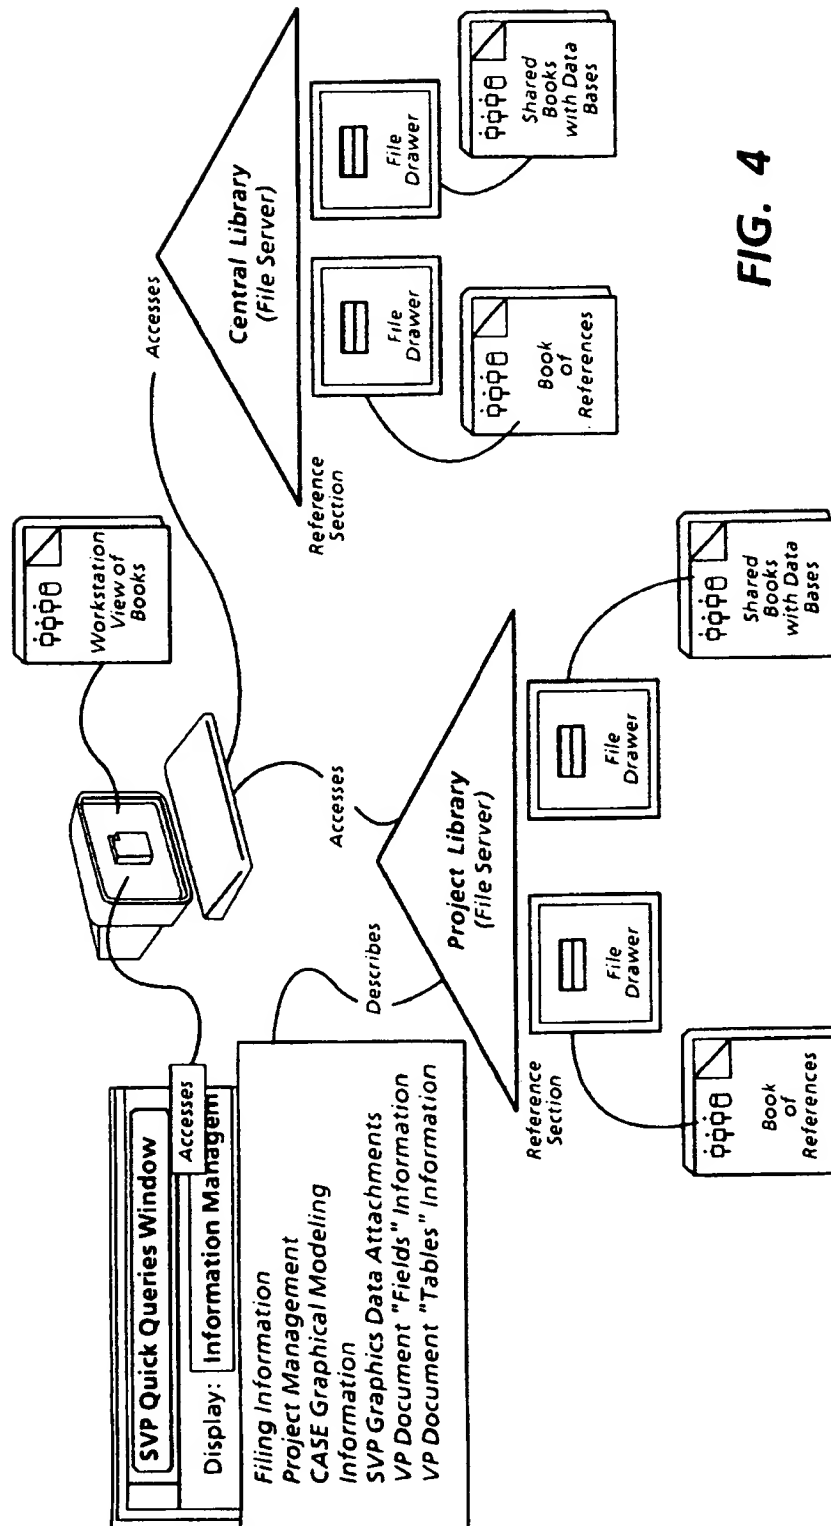 SVP Quick Queries Window
Accesses
Display: Information Managem
Filing Information
Project Management
CASE Graphical Modeling
Information
SVP Graphics Data Attachments
VP Document "Fields" Information
VP Document "Tables" Information
Describes
Workstation
View of
Books
Accesses
Accesses
Project Library
(File Server)
Reference
Section
File
Drawer
File
Drawer
Book
of
References
Shared
Books
with Data
Bases
Central Library
(File Server)
Reference
Section
File
Drawer
File
Drawer
Book
of
References
Shared
Books
with Data
Bases
FIG. 4